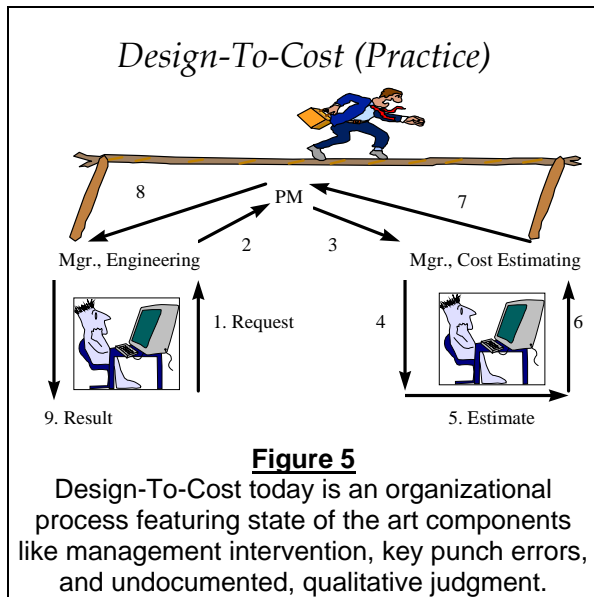 Design-To-Cost (Practice)
8
7
PM
2
3
Mgr., Engineering
Mgr., Cost Estimating
1. Request
4
6
9. Result
5. Estimate
Figure 5
Design-To-Cost today is an organizational
process featuring state of the art components
like management intervention, key punch errors,
and undocumented, qualitative judgment.